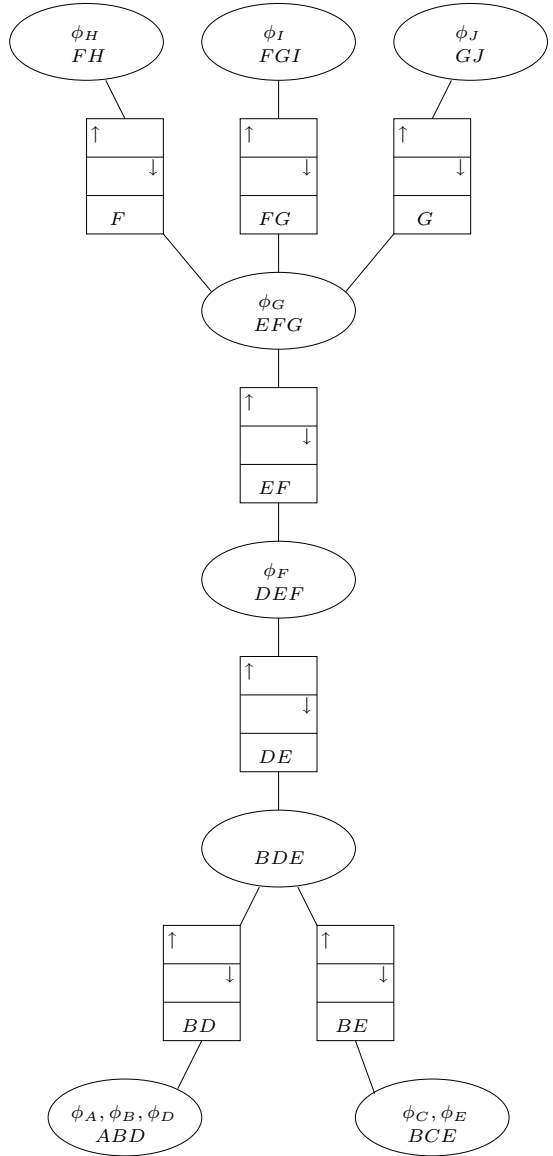 ϕ_H ϕ_I ϕ_J
FH FGI GJ
↑ ↑ ↑
↓ ↓ ↓
F FG G
ϕ_G
EFG
↑
↓
EF
ϕ_F
DEF
↑
↓
DE
BDE
↑ ↑
↓ ↓
BD BE
ϕ_A, ϕ_B, ϕ_D ϕ_C, ϕ_E
ABD BCE